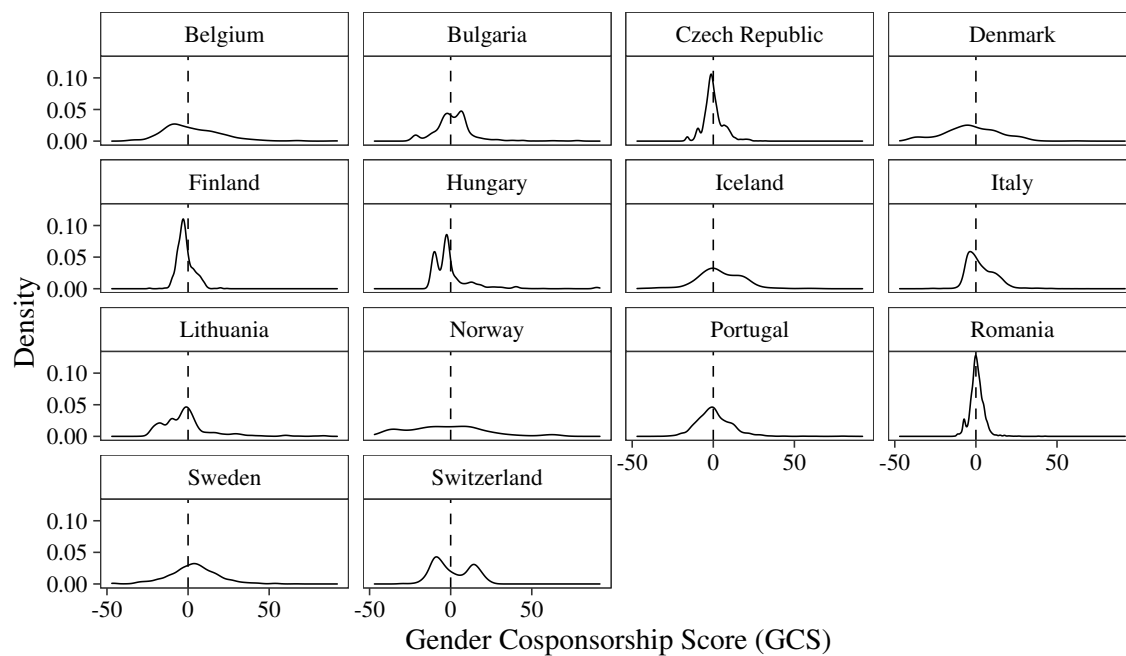 Belgium Bulgaria Czech Republic Denmark
0.10
0.05
0.00
Finland Hungary Iceland Italy
0.10
0.05
0.00
Lithuania Norway Portugal Romania
0.10
0.05
0.00
-50 0 50 -50 0 50
Sweden Switzerland
0.10
0.05
0.00
-50 0 50 -50 0 50
Density
Gender Cosponsorship Score (GCS)